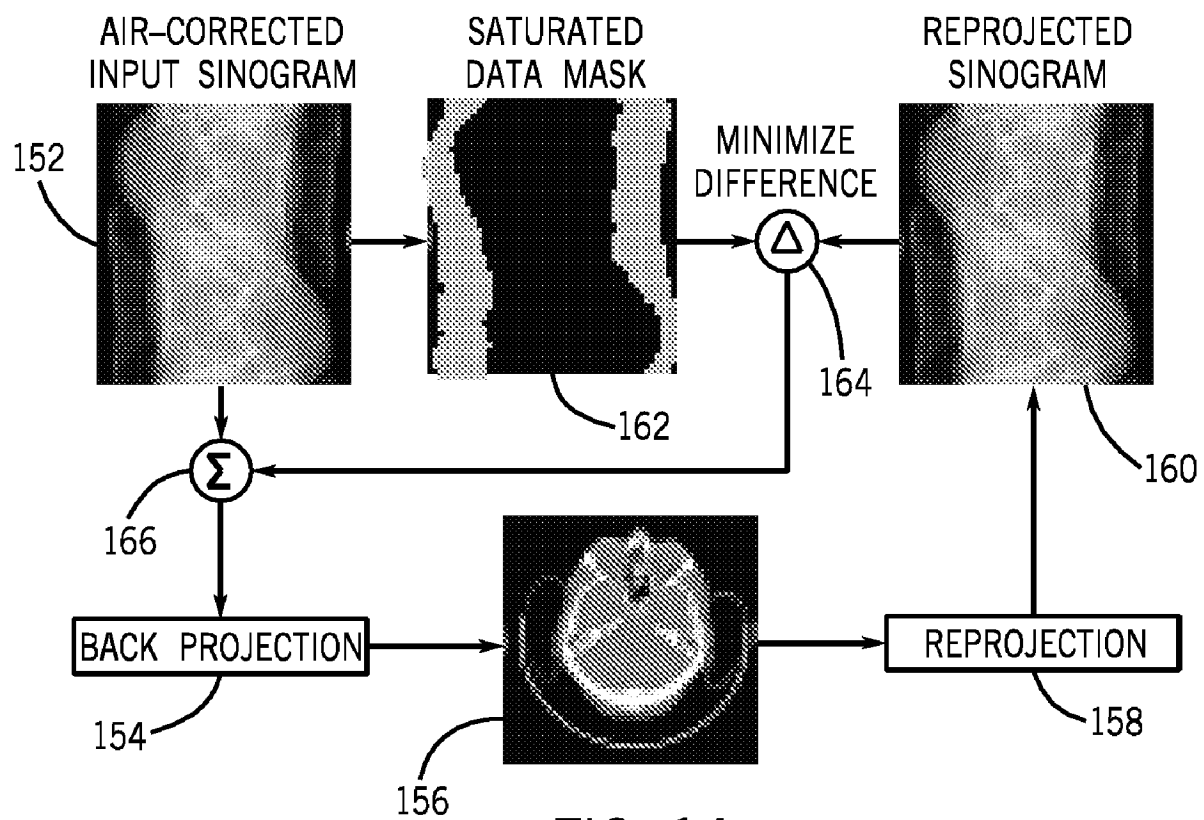 AIR–CORRECTED
INPUT SINOGRAM
SATURATED
DATA MASK
REPROJECTED
SINOGRAM
MINIMIZE
DIFFERENCE
152
Δ
164
162
160
Σ
166
BACK PROJECTION
REPROJECTION
154
156
158